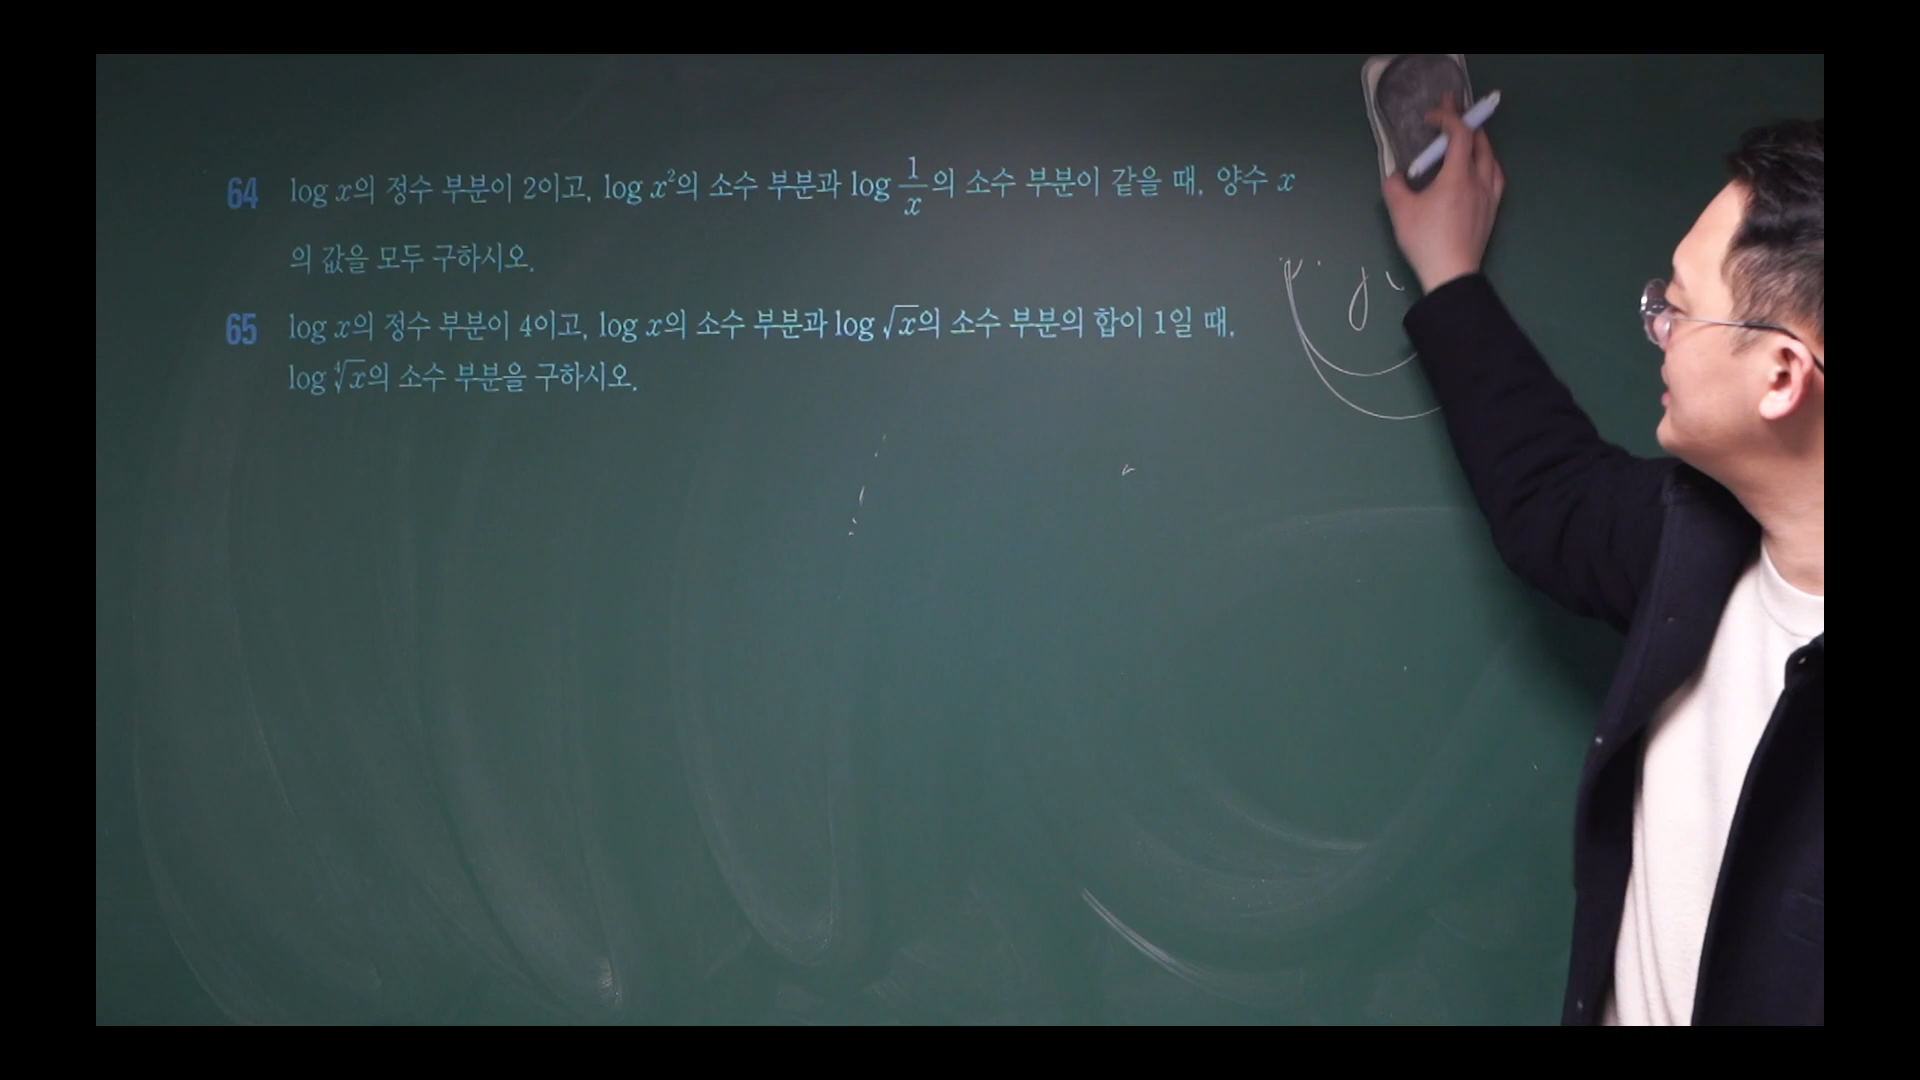 64 log x의 정수 부분이 2이고, log x²의 소수 부분과 log 1/x의 소수 부분이 같을 때, 양수 x
의 값을 모두 구하시오.
65 log x의 정수 부분이 4이고, log x의 소수 부분과 log √x의 소수 부분의 합이 1일 때,
log ⁴√x의 소수 부분을 구하시오.